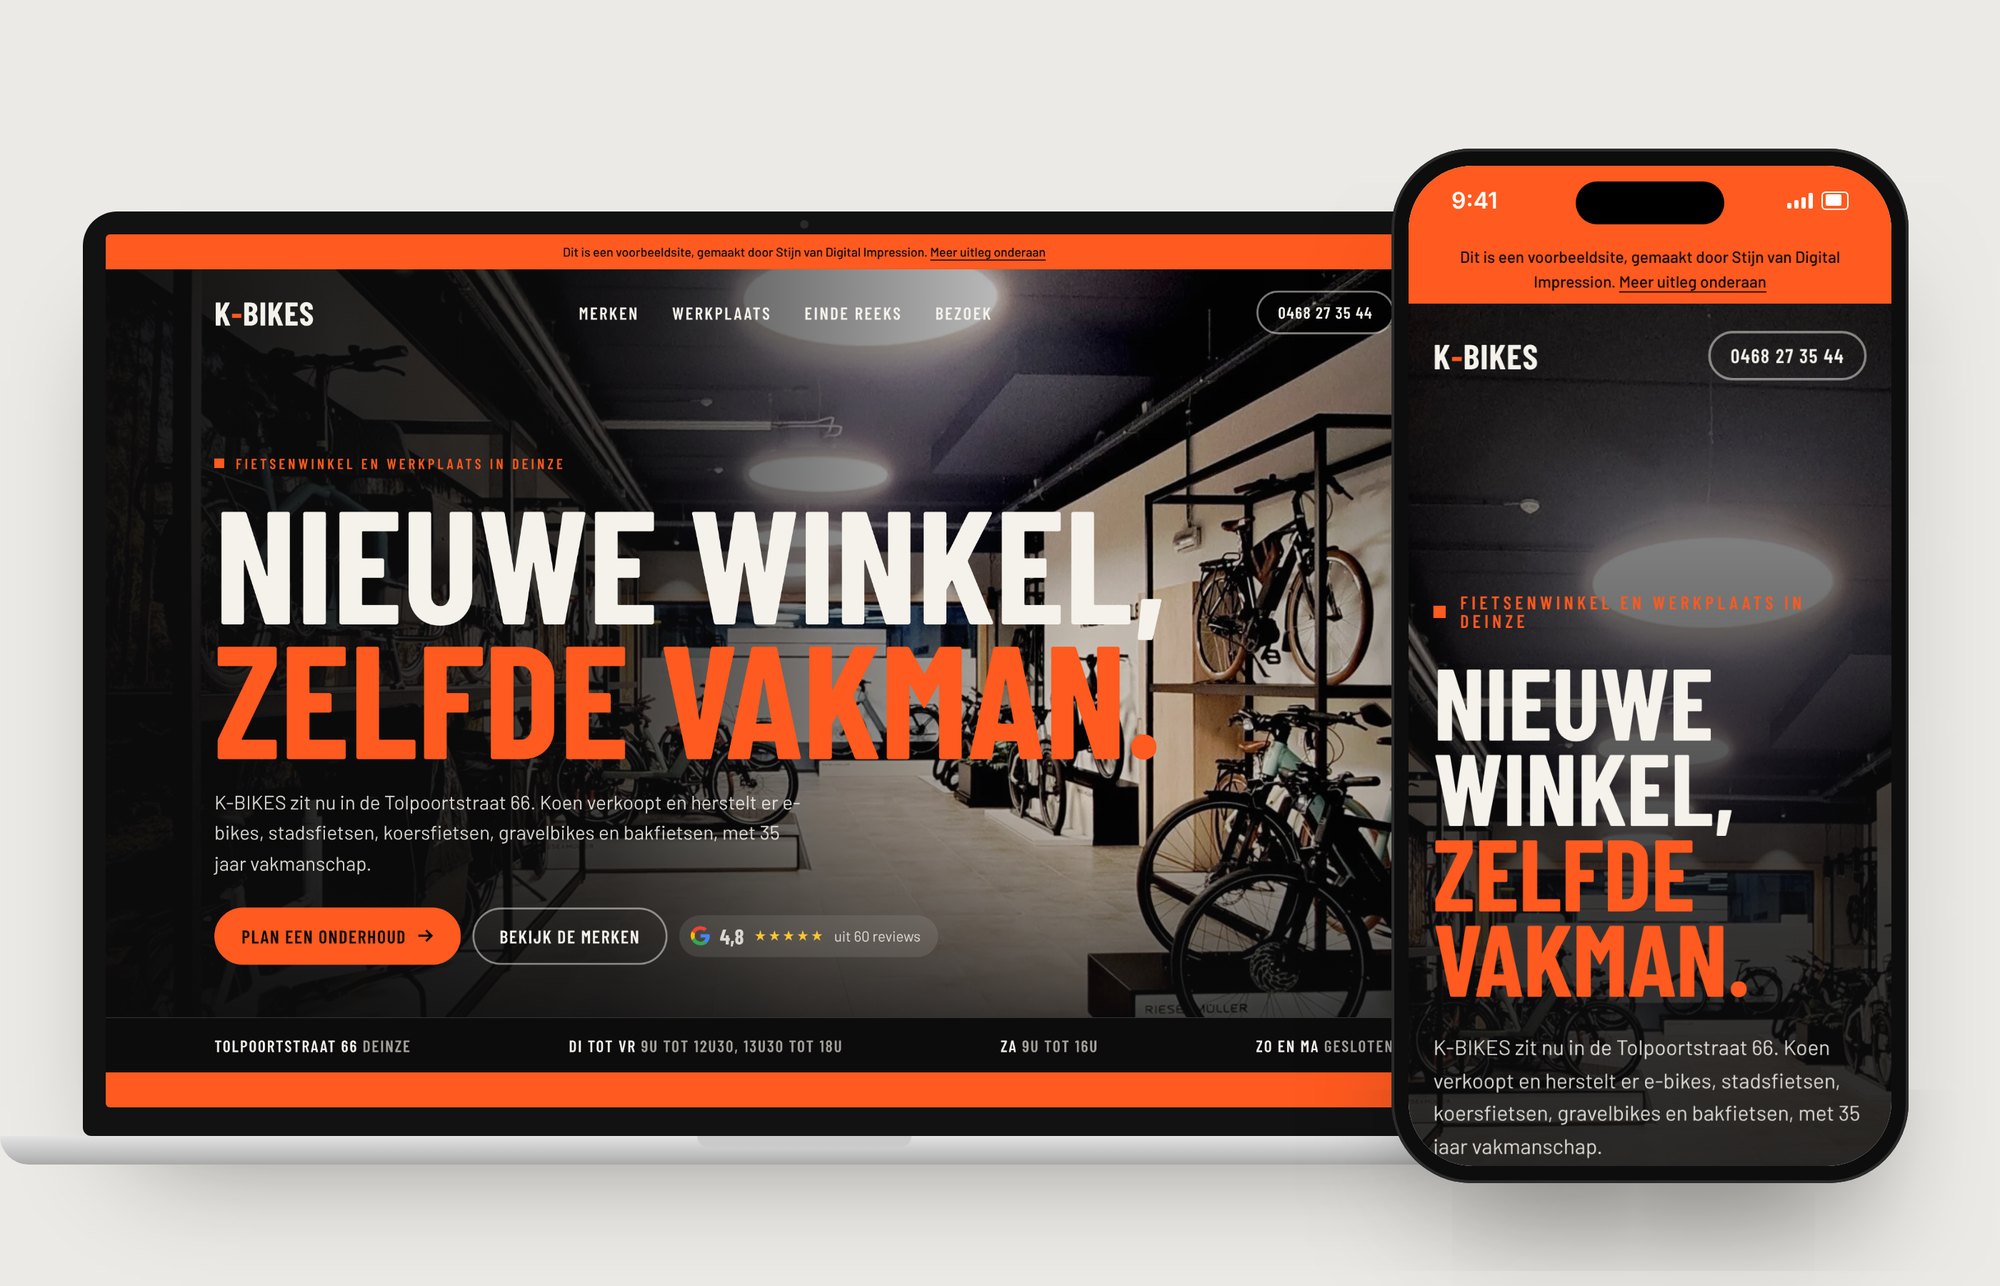 Dit is een voorbeeldsite, gemaakt door Stijn van Digital Impression. Meer uitleg onderaan
K-BIKES
MERKEN WERKPLAATS EINDE REEKS BEZOEK
0468 27 35 44
FIETSENWINKEL EN WERKPLAATS IN DEINZE
NIEUWE WINKEL,
ZELFDE VAKMAN.
K-BIKES zit nu in de Tolpoortstraat 66. Koen verkoopt en herstelt er e-
bikes, stadsfietsen, koersfietsen, gravelbikes en bakfietsen, met 35
jaar vakmanschap.
PLAN EEN ONDERHOUD → BEKIJK DE MERKEN G 4,8 ★★★★★ uit 60 reviews
RIESE MÜLLER
TOLPOORTSTRAAT 66 DEINZE DI TOT VR 9U TOT 12U30, 13U30 TOT 18U ZA 9U TOT 16U ZO EN MA GESLOTEN
9:41
Dit is een voorbeeldsite, gemaakt door Stijn van Digital
Impression. Meer uitleg onderaan
K-BIKES
0468 27 35 44
FIETSENWINKEL EN WERKPLAATS IN
DEINZE
NIEUWE
WINKEL,
ZELFDE
VAKMAN.
K-BIKES zit nu in de Tolpoortstraat 66. Koen
verkoopt en herstelt er e-bikes, stadsfietsen,
koersfietsen, gravelbikes en bakfietsen, met 35
jaar vakmanschap.